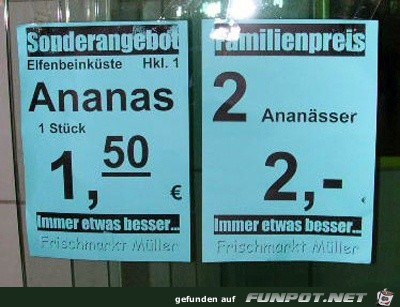 Sonderangebot
Elfenbeinküste Hkl. 1
Ananas
1 Stück
1,50
€
Immer etwas besser...
Frischmarkt Müller
Familienpreis
2 Ananässer
2,-
€
Immer etwas besser...
Frischmarkt Müller
gefunden auf FUNPOT.NET